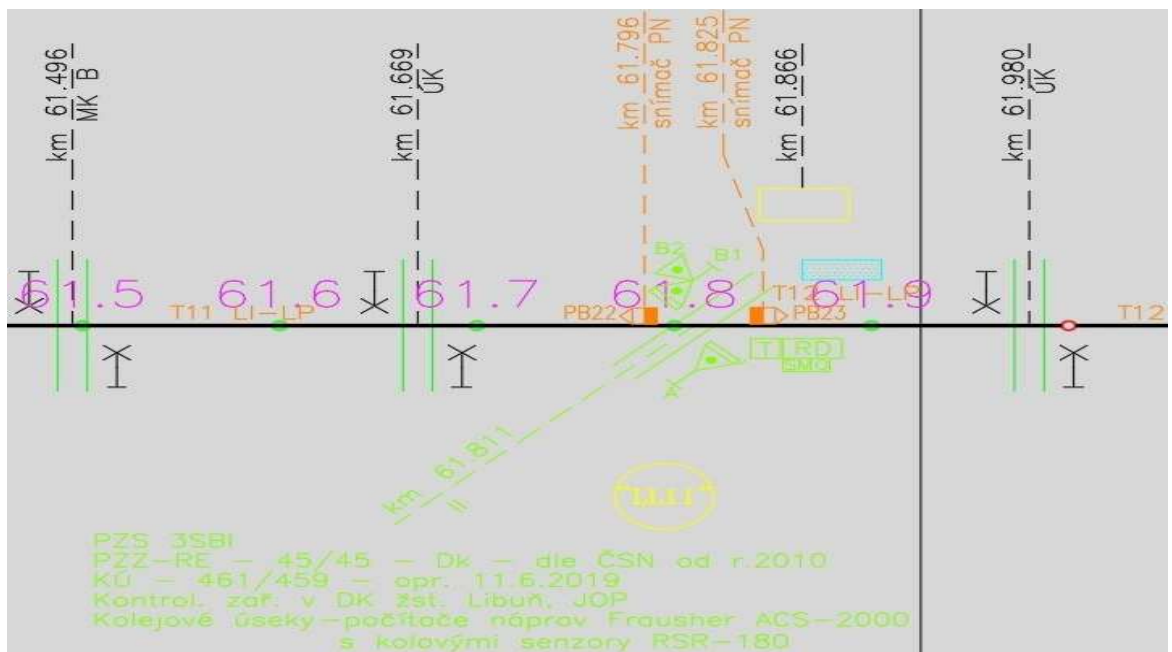 km 61.496
MK B
km 61.669
ÚK
km 61.796
snímač PN
km 61.825
snímač PN
km 61.866
km 61.980
ÚK
B2
B1
61.5
61.6
61.7
61.8
61.9
T11 LI-LP
T12 LI-LP
T12
PB22
PB23
T
RD
SMO
A
km 61.811
II.
PZS 3SBI
PZZ-RE – 45/45 – Dk – dle ČSN od r.2010
KÚ – 461/459 – opr. 11.6.2019
Kontrol. zař. v DK žst. Libuň, JOP
Kolejové úseky-počítače náprav Frausher ACS-2000
s kolovými senzory RSR-180